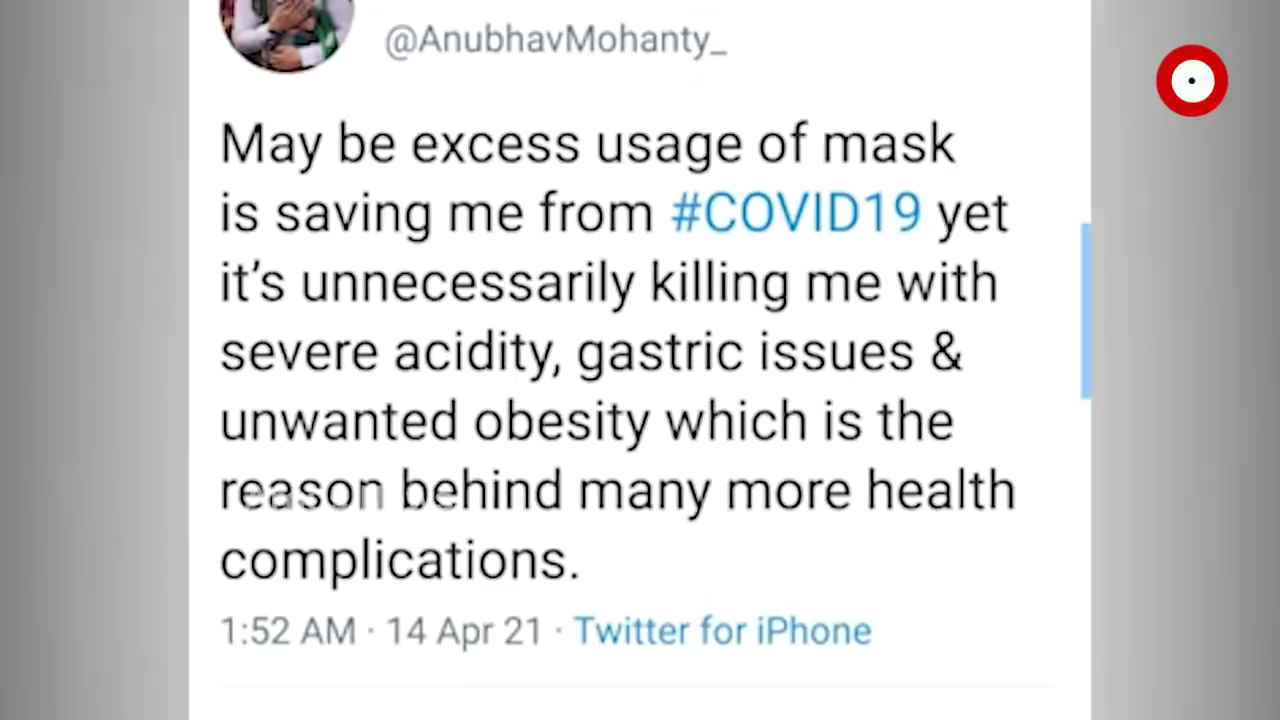 @AnubhavMohanty_
May be excess usage of mask
is saving me from #COVID19 yet
it’s unnecessarily killing me with
severe acidity, gastric issues &
unwanted obesity which is the
reason behind many more health
complications.
1:52 AM · 14 Apr 21 · Twitter for iPhone